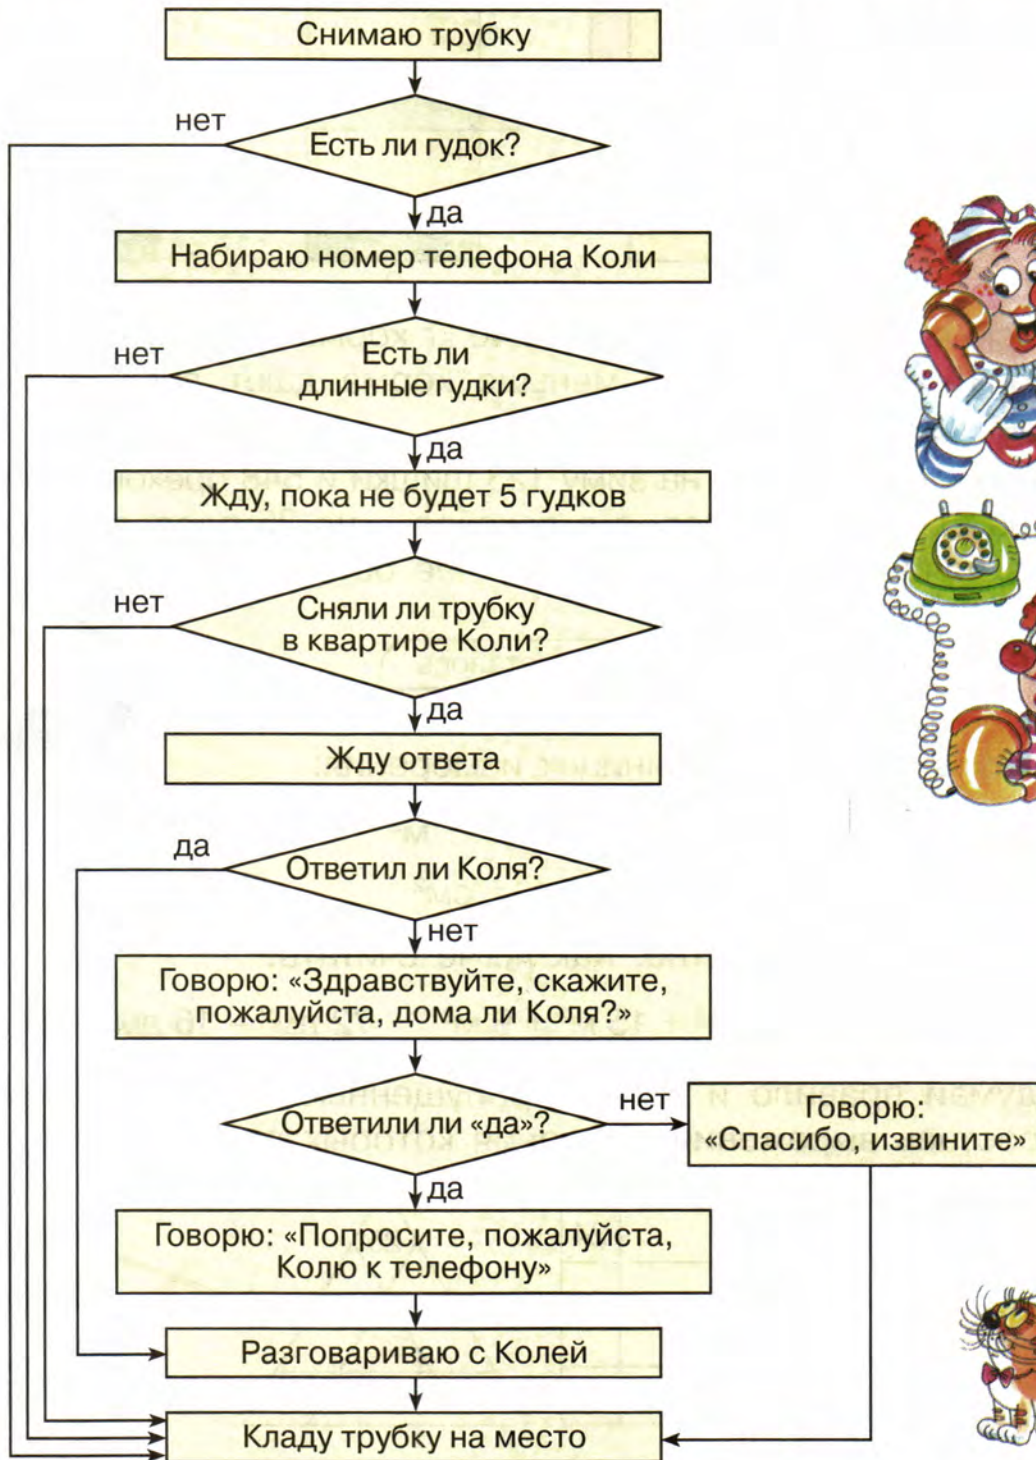 Снимаю трубку
нет
Есть ли гудок?
да
Набираю номер телефона Коли
нет
Есть ли
длинные гудки?
да
Жду, пока не будет 5 гудков
нет
Сняли ли трубку
в квартире Коли?
да
Жду ответа
да
Ответил ли Коля?
нет
Говорю: «Здравствуйте, скажите,
пожалуйста, дома ли Коля?»
Ответили ли «да»?
нет
Говорю:
«Спасибо, извините»
да
Говорю: «Попросите, пожалуйста,
Колю к телефону»
Разговариваю с Колей
Кладу трубку на место